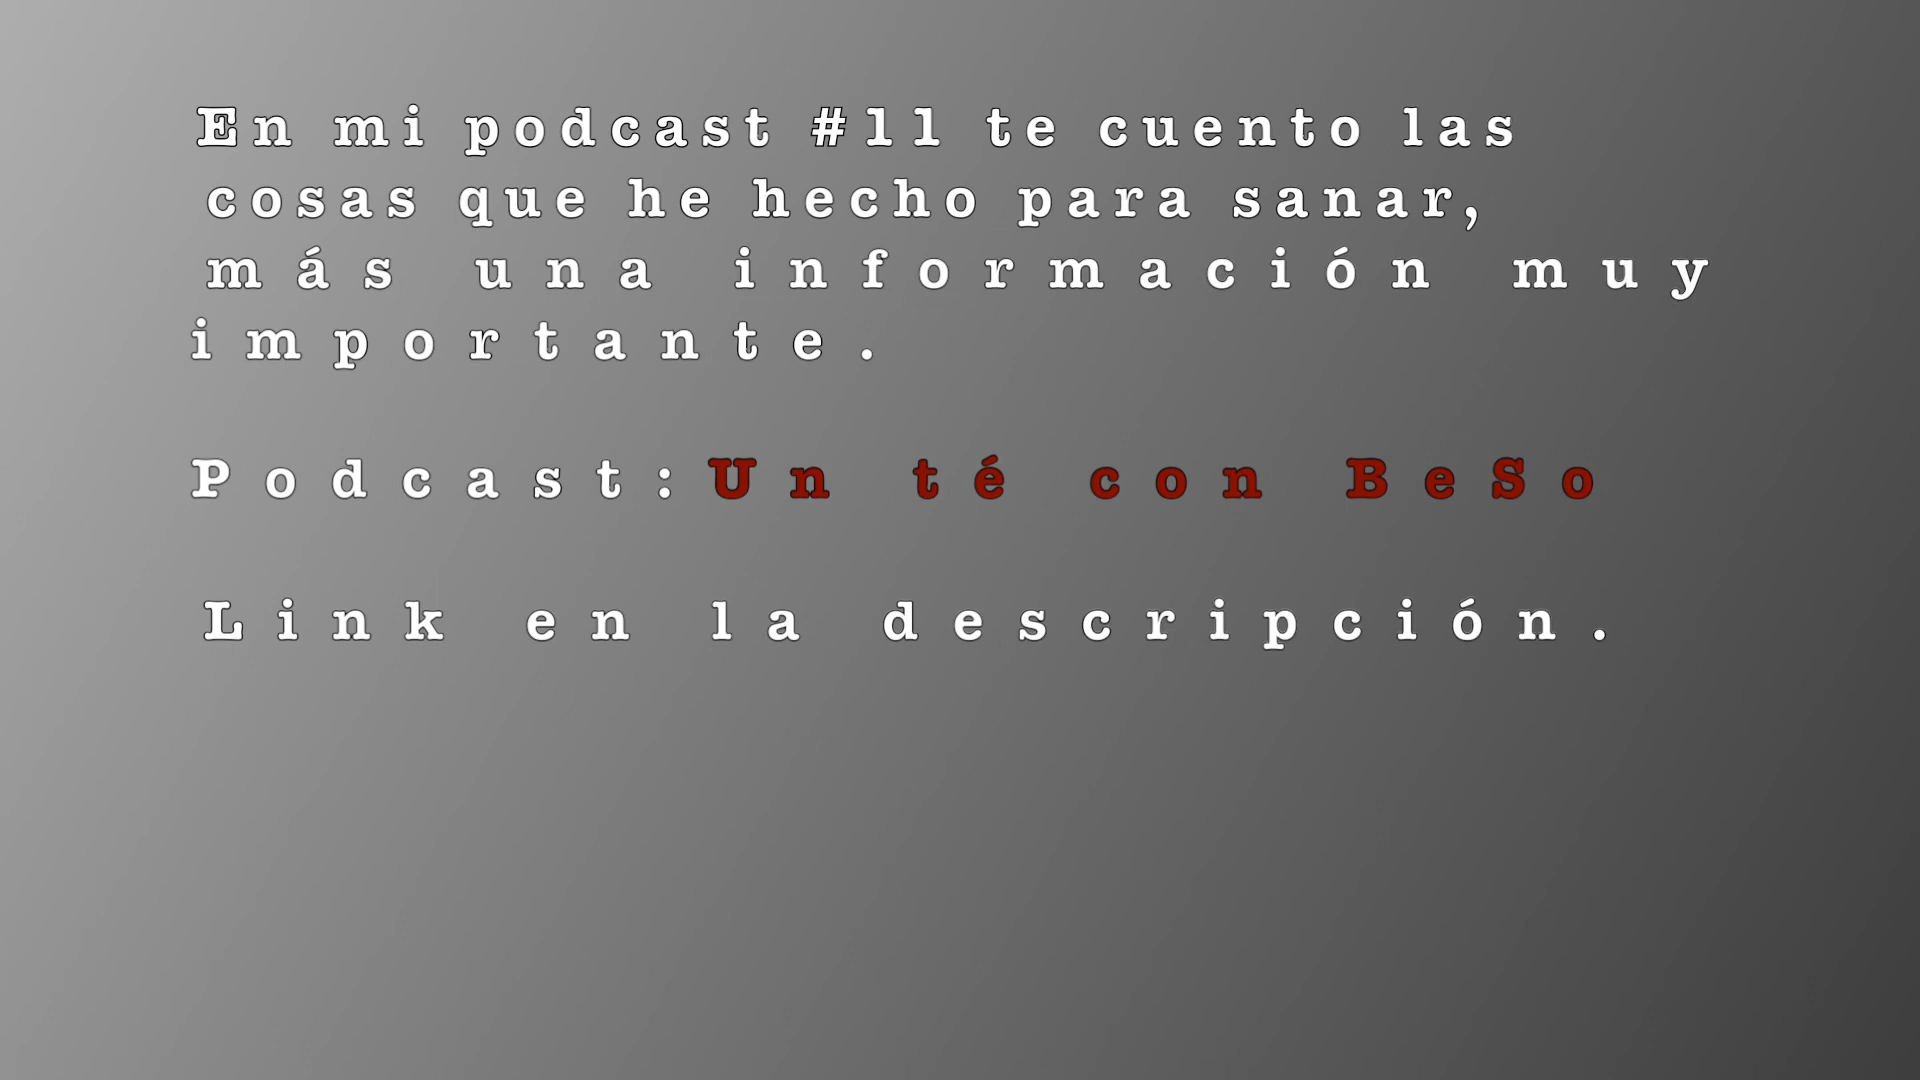 En mi podcast #11 te cuento las
cosas que he hecho para sanar,
más una información muy
importante.
Podcast: Un té con BeSo
Link en la descripción.